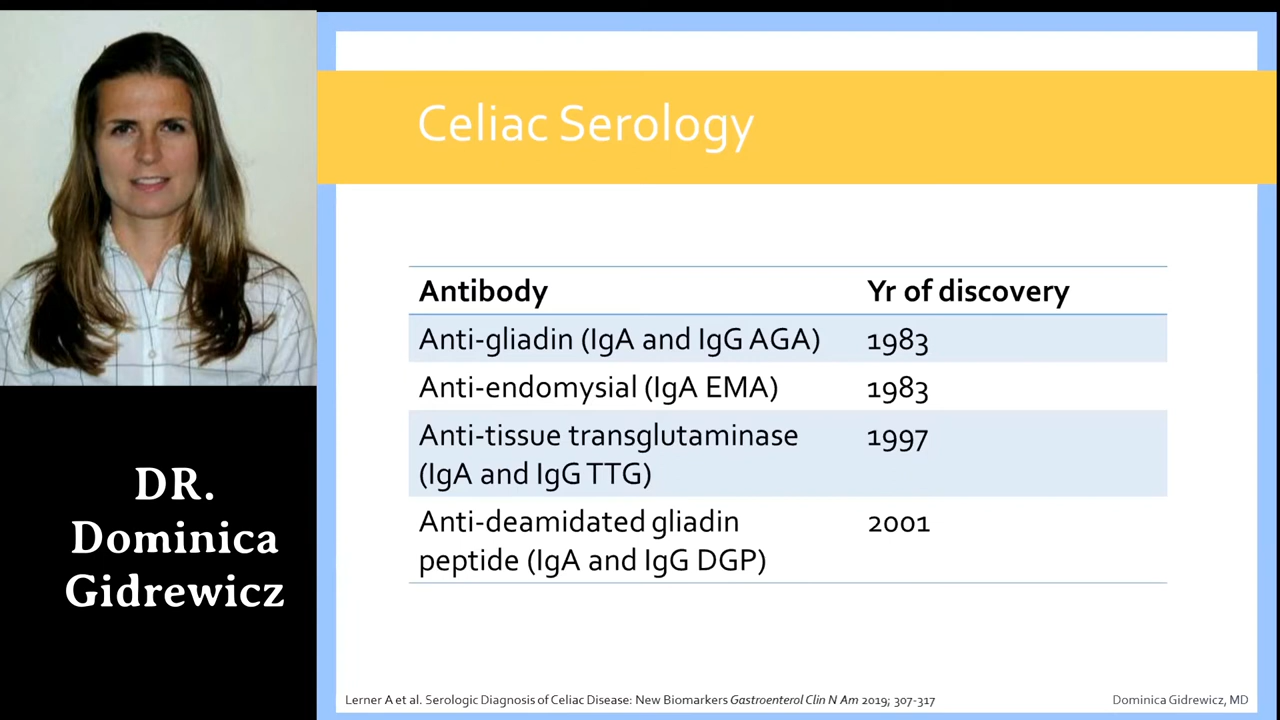 DR.
Dominica
Gidrewicz
Celiac Serology
Antibody Yr of discovery
Anti-gliadin (IgA and IgG AGA) 1983
Anti-endomysial (IgA EMA) 1983
Anti-tissue transglutaminase 1997
(IgA and IgG TTG)
Anti-deamidated gliadin 2001
peptide (IgA and IgG DGP)
Lerner A et al. Serologic Diagnosis of Celiac Disease: New Biomarkers Gastroenterol Clin N Am 2019; 307-317
Dominica Gidrewicz, MD